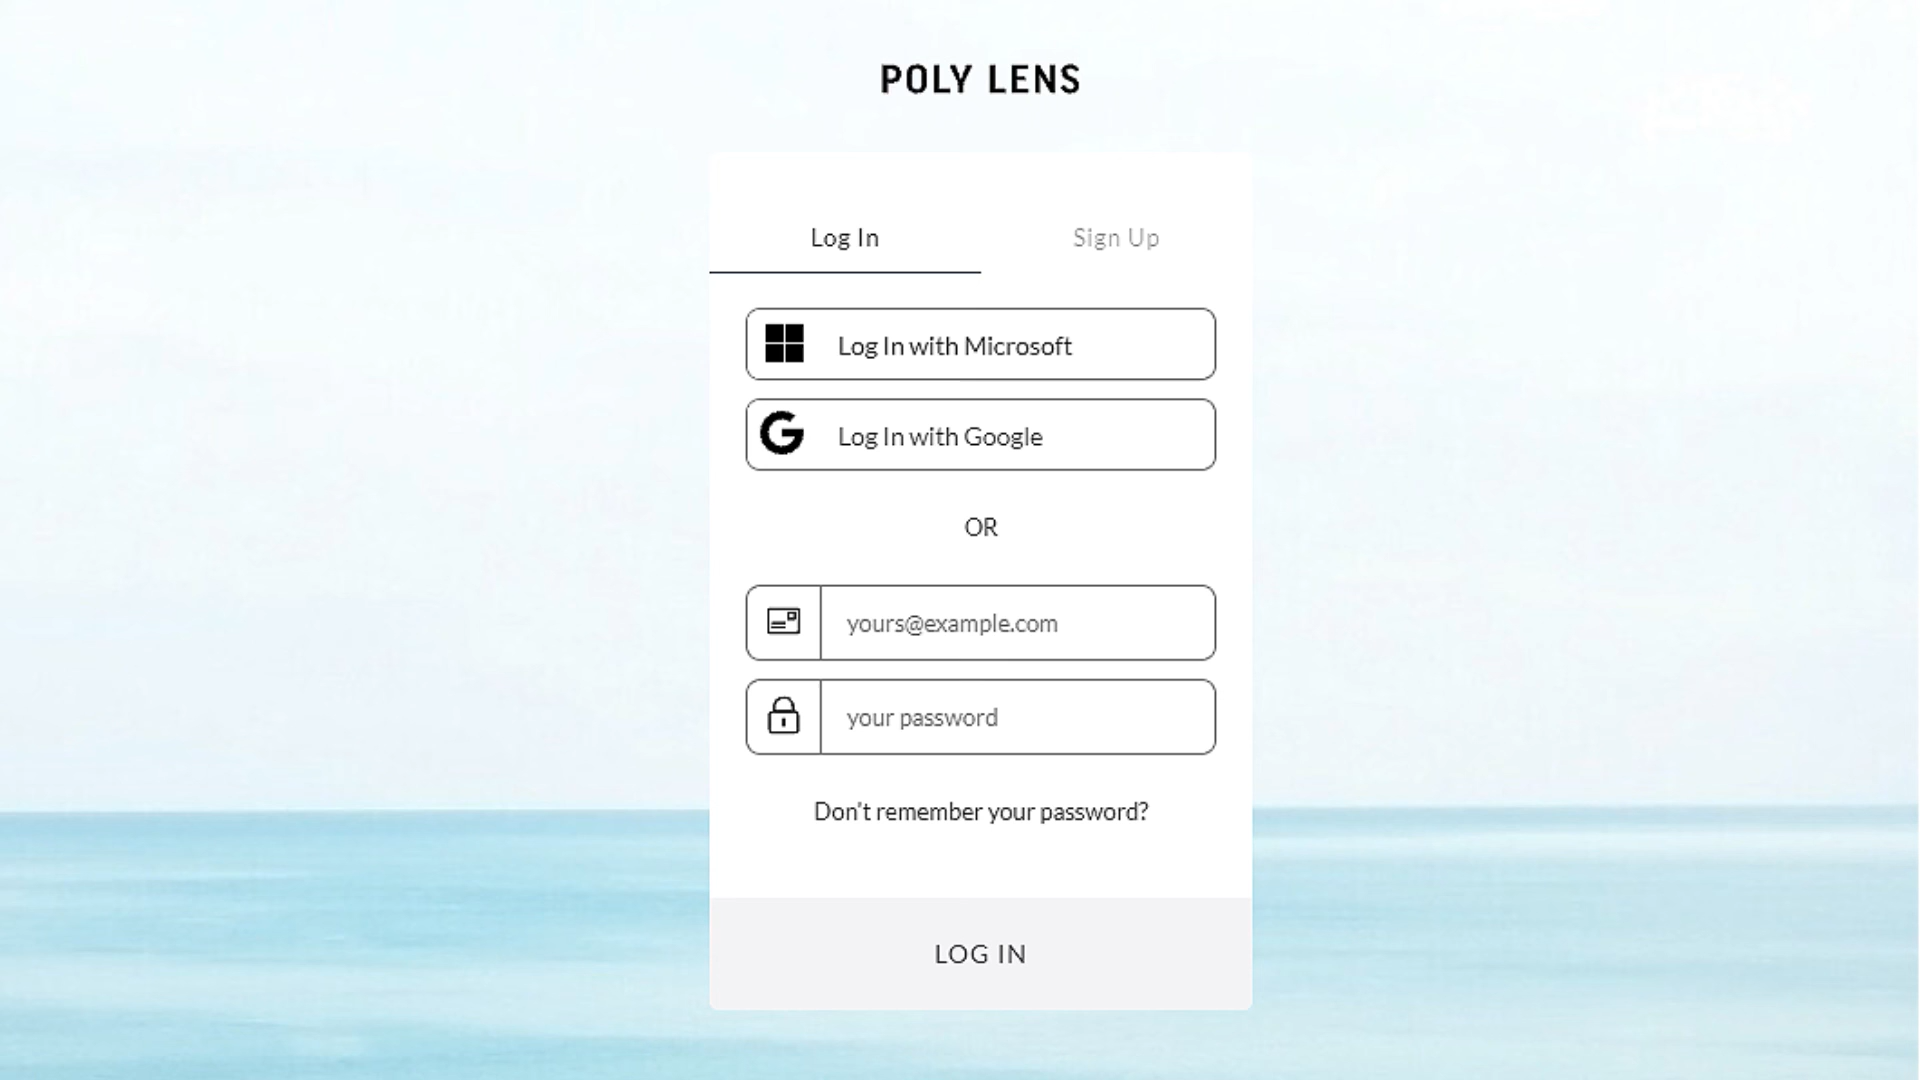 POLY LENS
Log In
Sign Up
Log In with Microsoft
Log In with Google
OR
yours@example.com
your password
Don't remember your password?
LOG IN